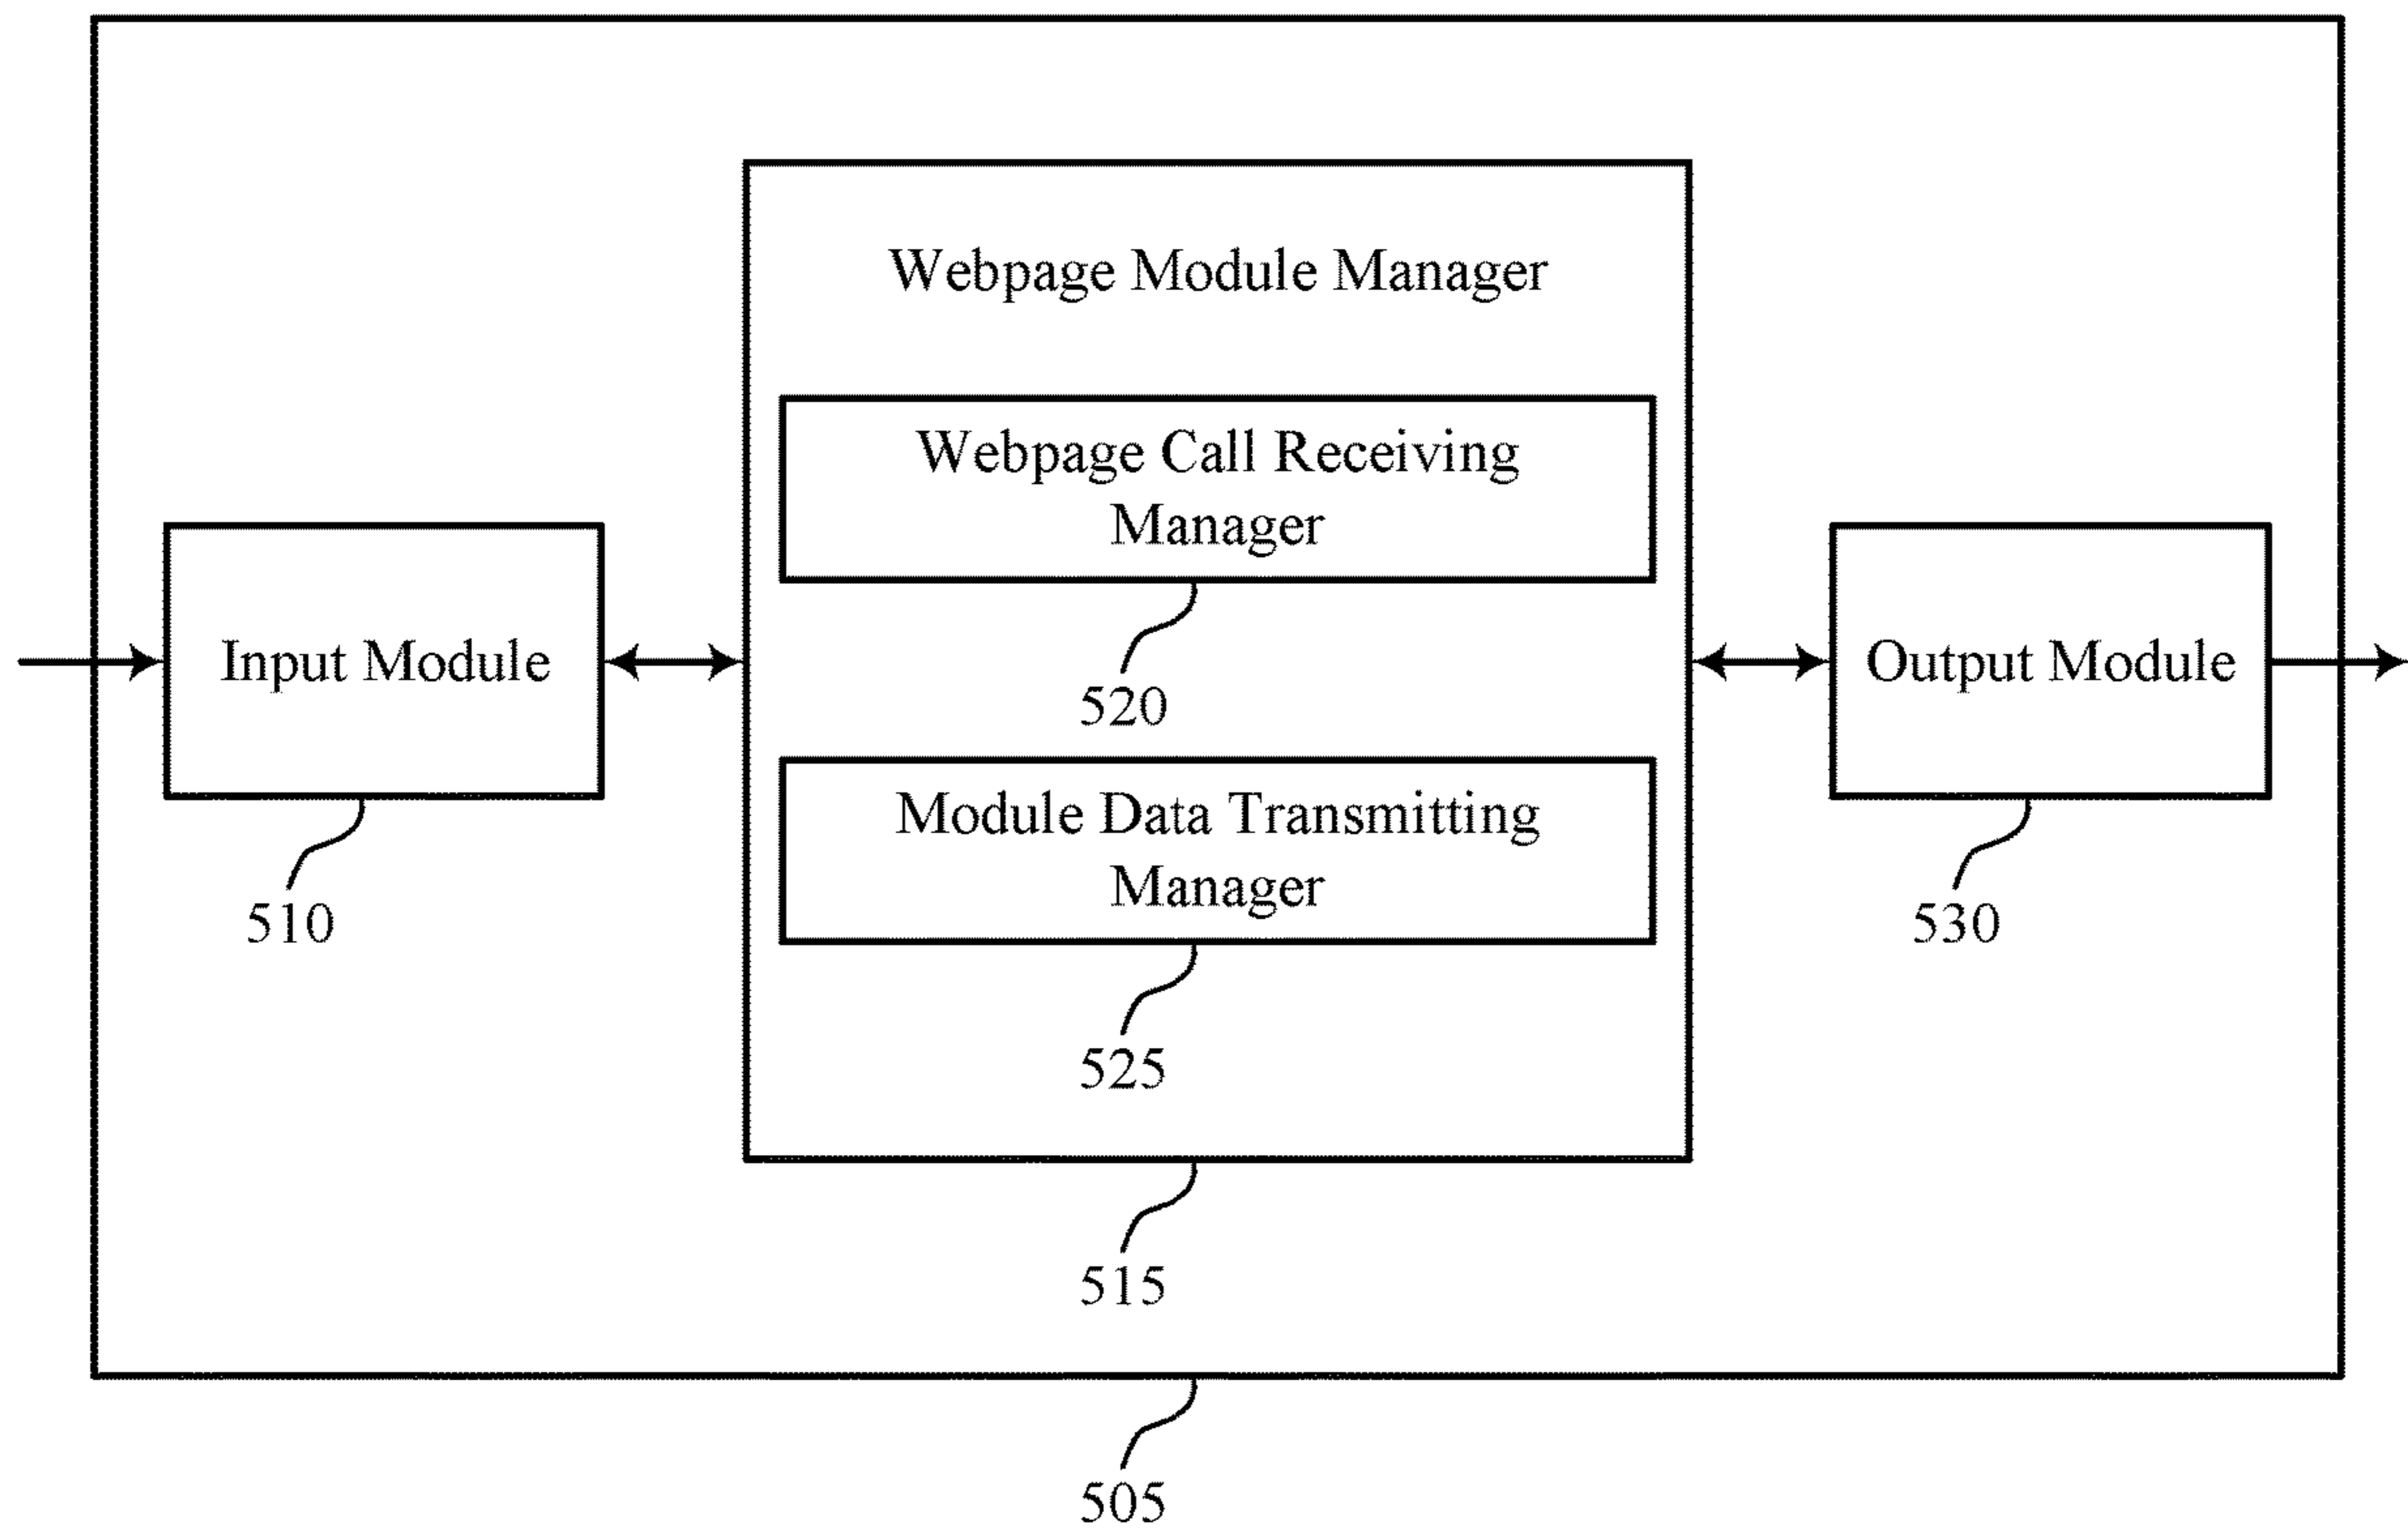 Webpage Module Manager
Webpage Call Receiving
Manager
520
Input Module
510
Module Data Transmitting
Manager
525
Output Module
530
515
505